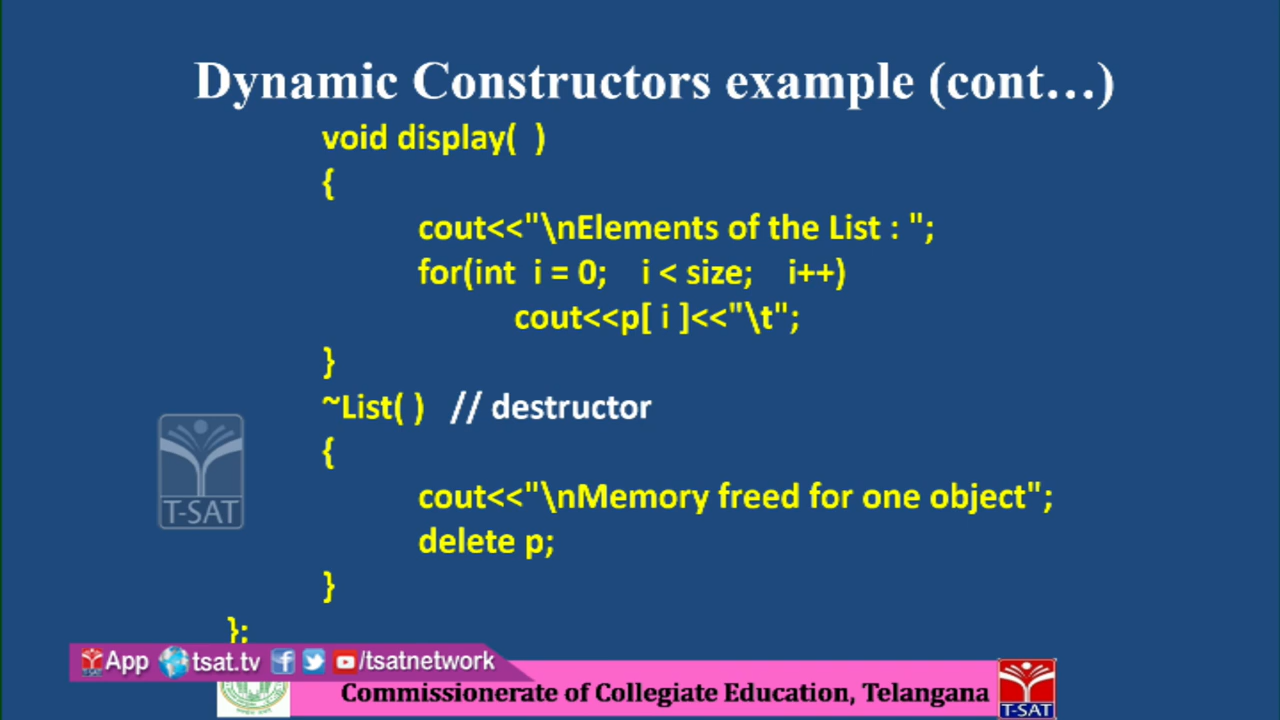 Dynamic Constructors example (cont…)
void display(  )
{
cout<<"\nElements of the List : ";
for(int  i = 0;   i < size;   i++)
cout<<p[ i ]<<"\t";
}
~List( )  // destructor
{
cout<<"\nMemory freed for one object";
delete p;
}
};
T-SAT
App tsat.tv /tsatnetwork
Commissionerate of Collegiate Education, Telangana
T-SAT